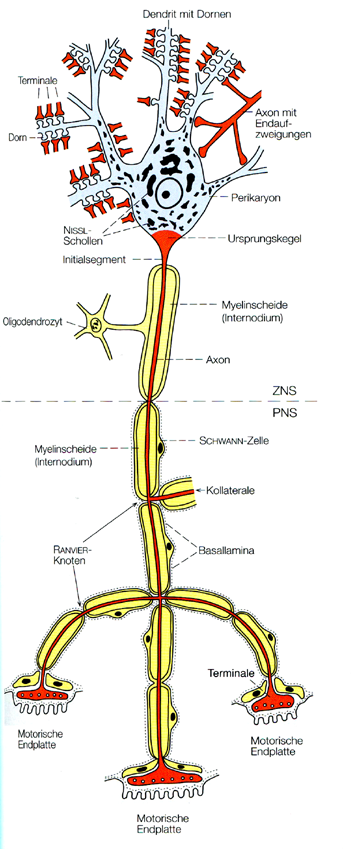 Dendrit mit Dornen
Terminale
Axon mit
Endauf-
zweigungen
Dorn
Perikaryon
NISSL-
Schollen
Ursprungskegel
Initialsegment
Myelinscheide
(Internodium)
Oligodendrozyt
Axon
ZNS
PNS
SCHWANN-Zelle
Myelinscheide
(Internodium)
Kollaterale
RANVIER-
Knoten
Basallamina
Terminale
Motorische
Endplatte
Motorische
Endplatte
Motorische
Endplatte